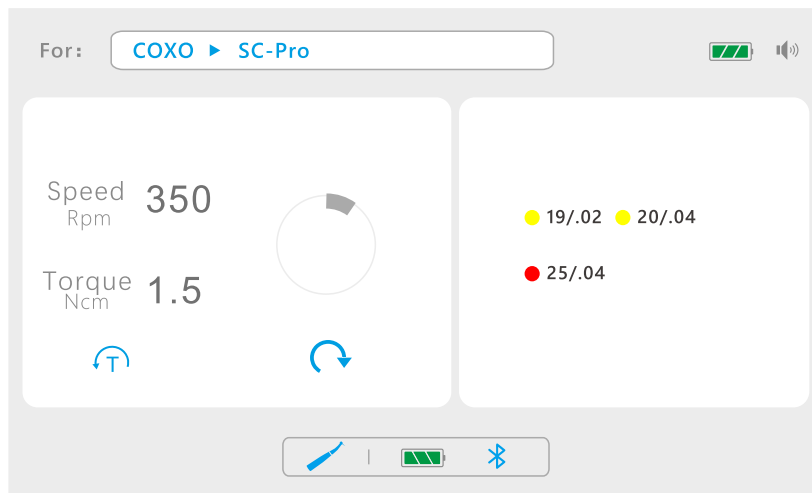 For: COXO ▶ SC-Pro
Speed 350
Rpm
Torque 1.5
Ncm
T
19/.02 20/.04
25/.04